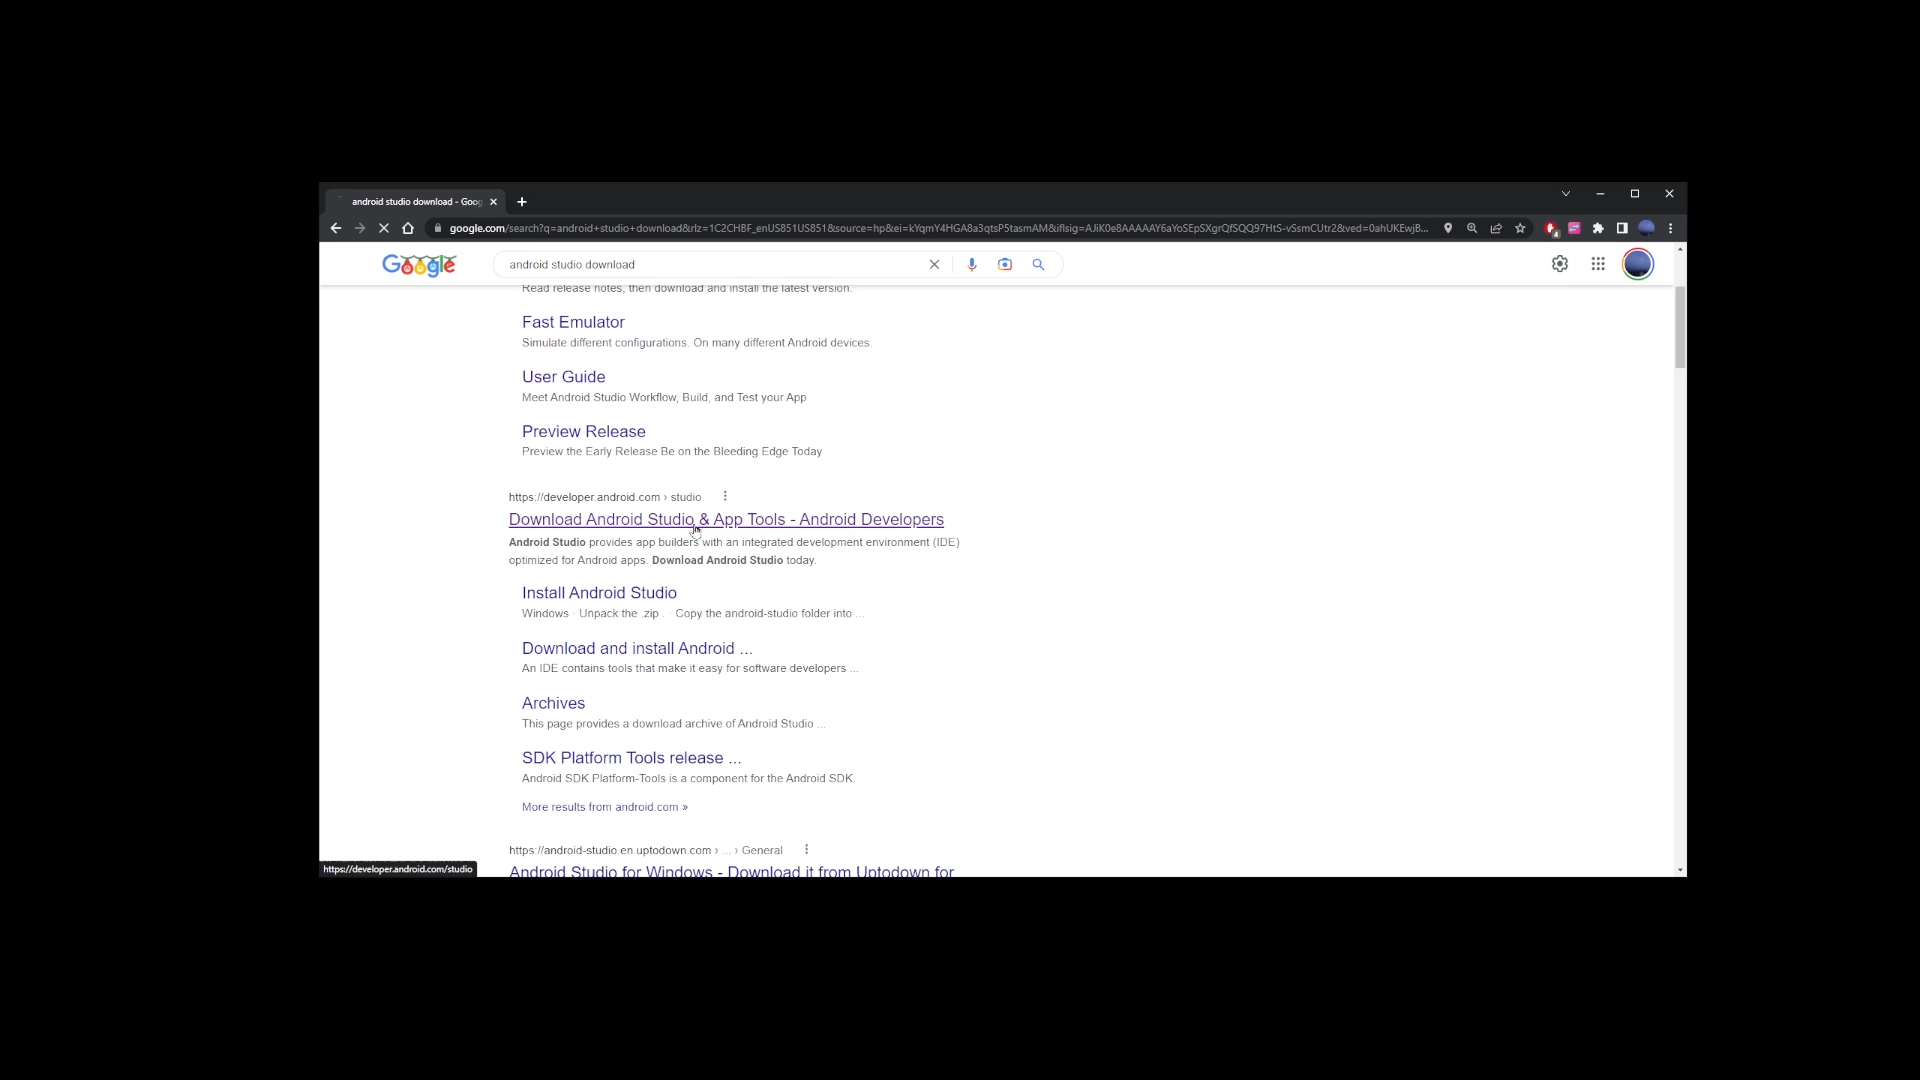 android studio download - Goog
google.com/search?q=android+studio+download&rlz=1C2CHBF_enUS851US851&source=hp&ei=kYqmY4HGA8a3qtsP5tasmAM&iflsig=AJiK0e8AAAAAY6aYoSEpSXgrQfSQQ97HtS-vSsmCUtr2&ved=0ahUKEwjB...
4
Google
android studio download
Read release notes, then download and install the latest version.
Fast Emulator
Simulate different configurations. On many different Android devices.
User Guide
Meet Android Studio Workflow, Build, and Test your App
Preview Release
Preview the Early Release Be on the Bleeding Edge Today
https://developer.android.com › studio
Download Android Studio & App Tools - Android Developers
Android Studio provides app builders with an integrated development environment (IDE)
optimized for Android apps. Download Android Studio today.
Install Android Studio
Windows · Unpack the .zip . · Copy the android-studio folder into ...
Download and install Android ...
An IDE contains tools that make it easy for software developers ...
Archives
This page provides a download archive of Android Studio ...
SDK Platform Tools release ...
Android SDK Platform-Tools is a component for the Android SDK.
More results from android.com »
https://android-studio.en.uptodown.com › ... › General
Android Studio for Windows - Download it from Uptodown for
https://developer.android.com/studio